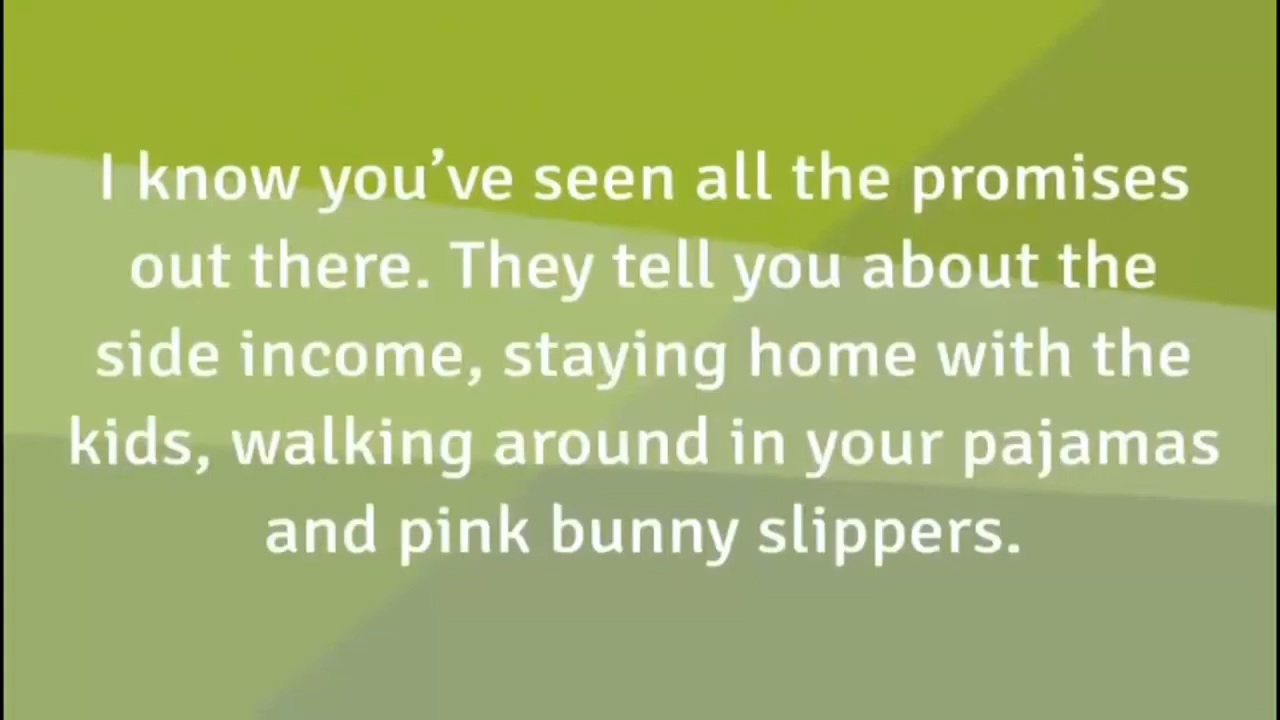 I know you’ve seen all the promises
out there. They tell you about the
side income, staying home with the
kids, walking around in your pajamas
and pink bunny slippers.